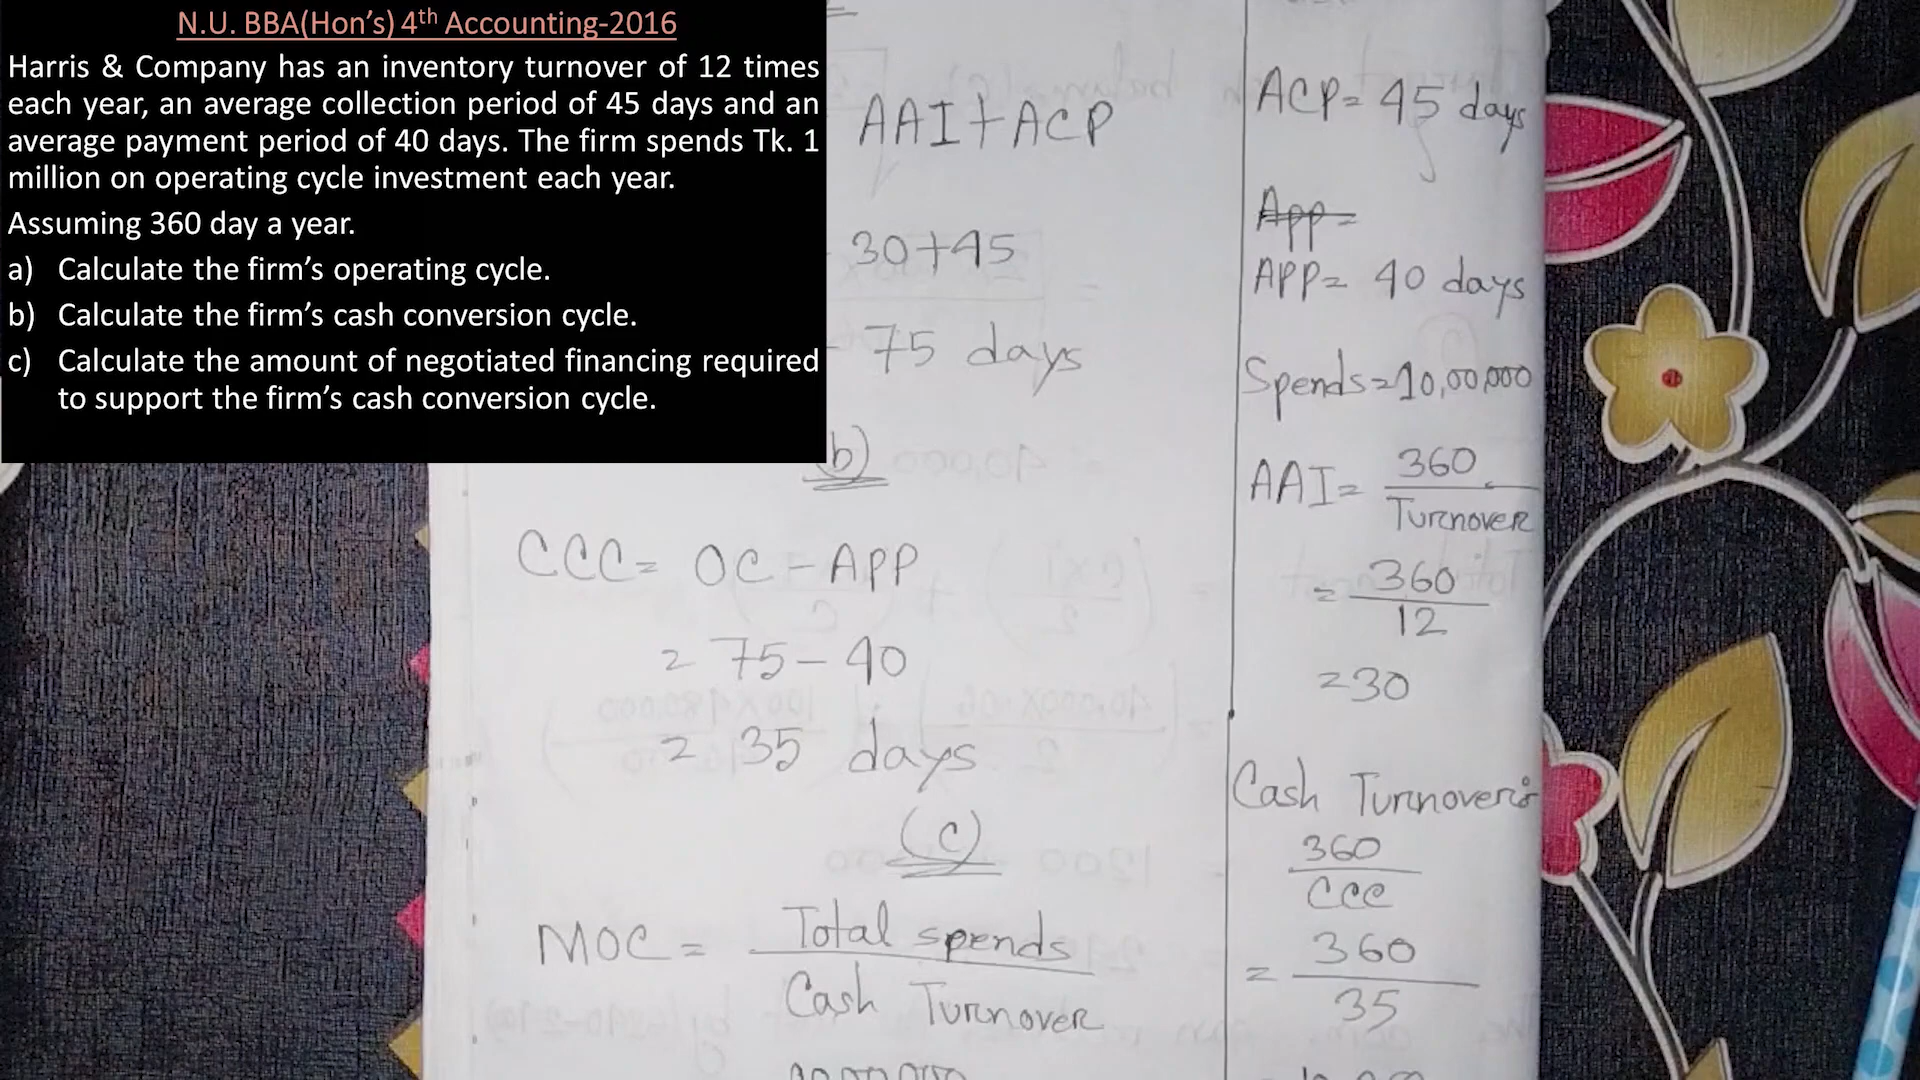 N.U. BBA(Hon's) 4th Accounting-2016
Harris & Company has an inventory turnover of 12 times
each year, an average collection period of 45 days and an
average payment period of 40 days. The firm spends Tk. 1
million on operating cycle investment each year.
Assuming 360 day a year.
a) Calculate the firm's operating cycle.
b) Calculate the firm's cash conversion cycle.
c) Calculate the amount of negotiated financing required
to support the firm's cash conversion cycle.
AAI+ACP
30+45
75 days
(b)
CCC= OC-APP
= 75-40
= 35 days
(c)
MOC = Total spends
Cash Turnover
ACP= 45 days
App=
APP= 40 days
Spends=10,00,000
AAI= 360
Turnover
= 360
12
=30
Cash Turnover:
360
CCC
= 360
35